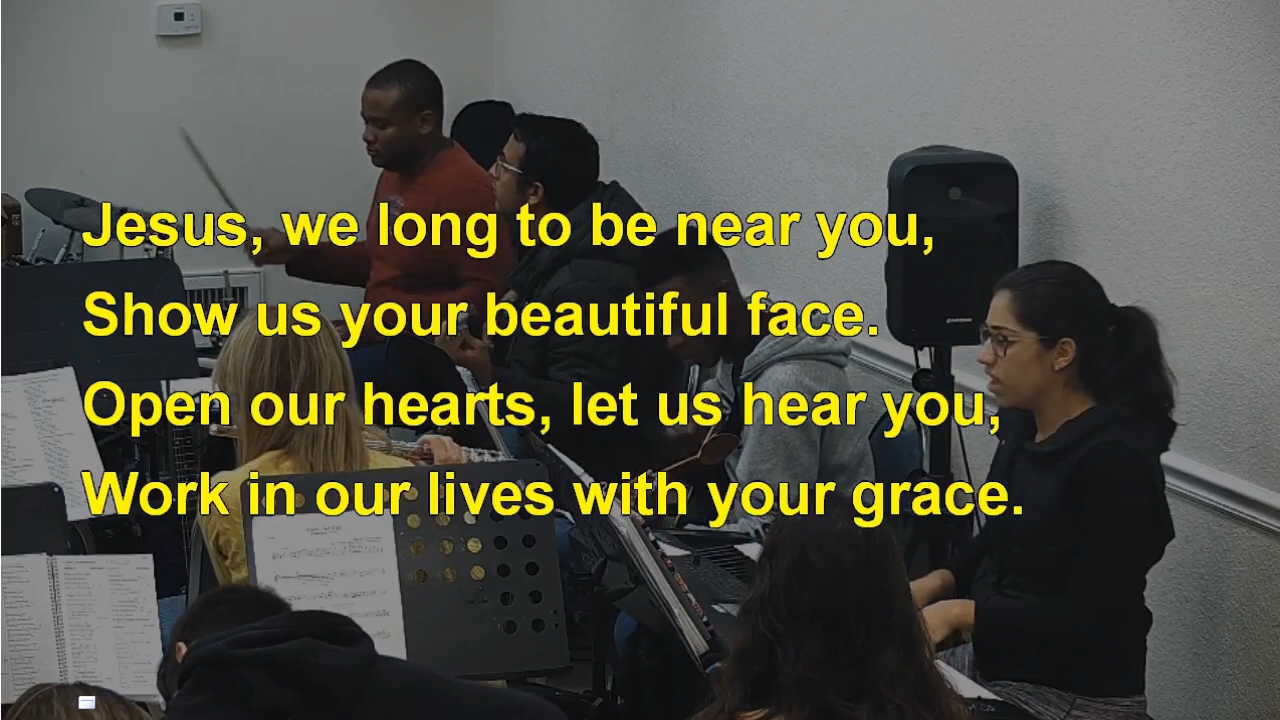 Jesus, we long to be near you,
Show us your beautiful face.
Open our hearts, let us hear you,
Work in our lives with your grace.